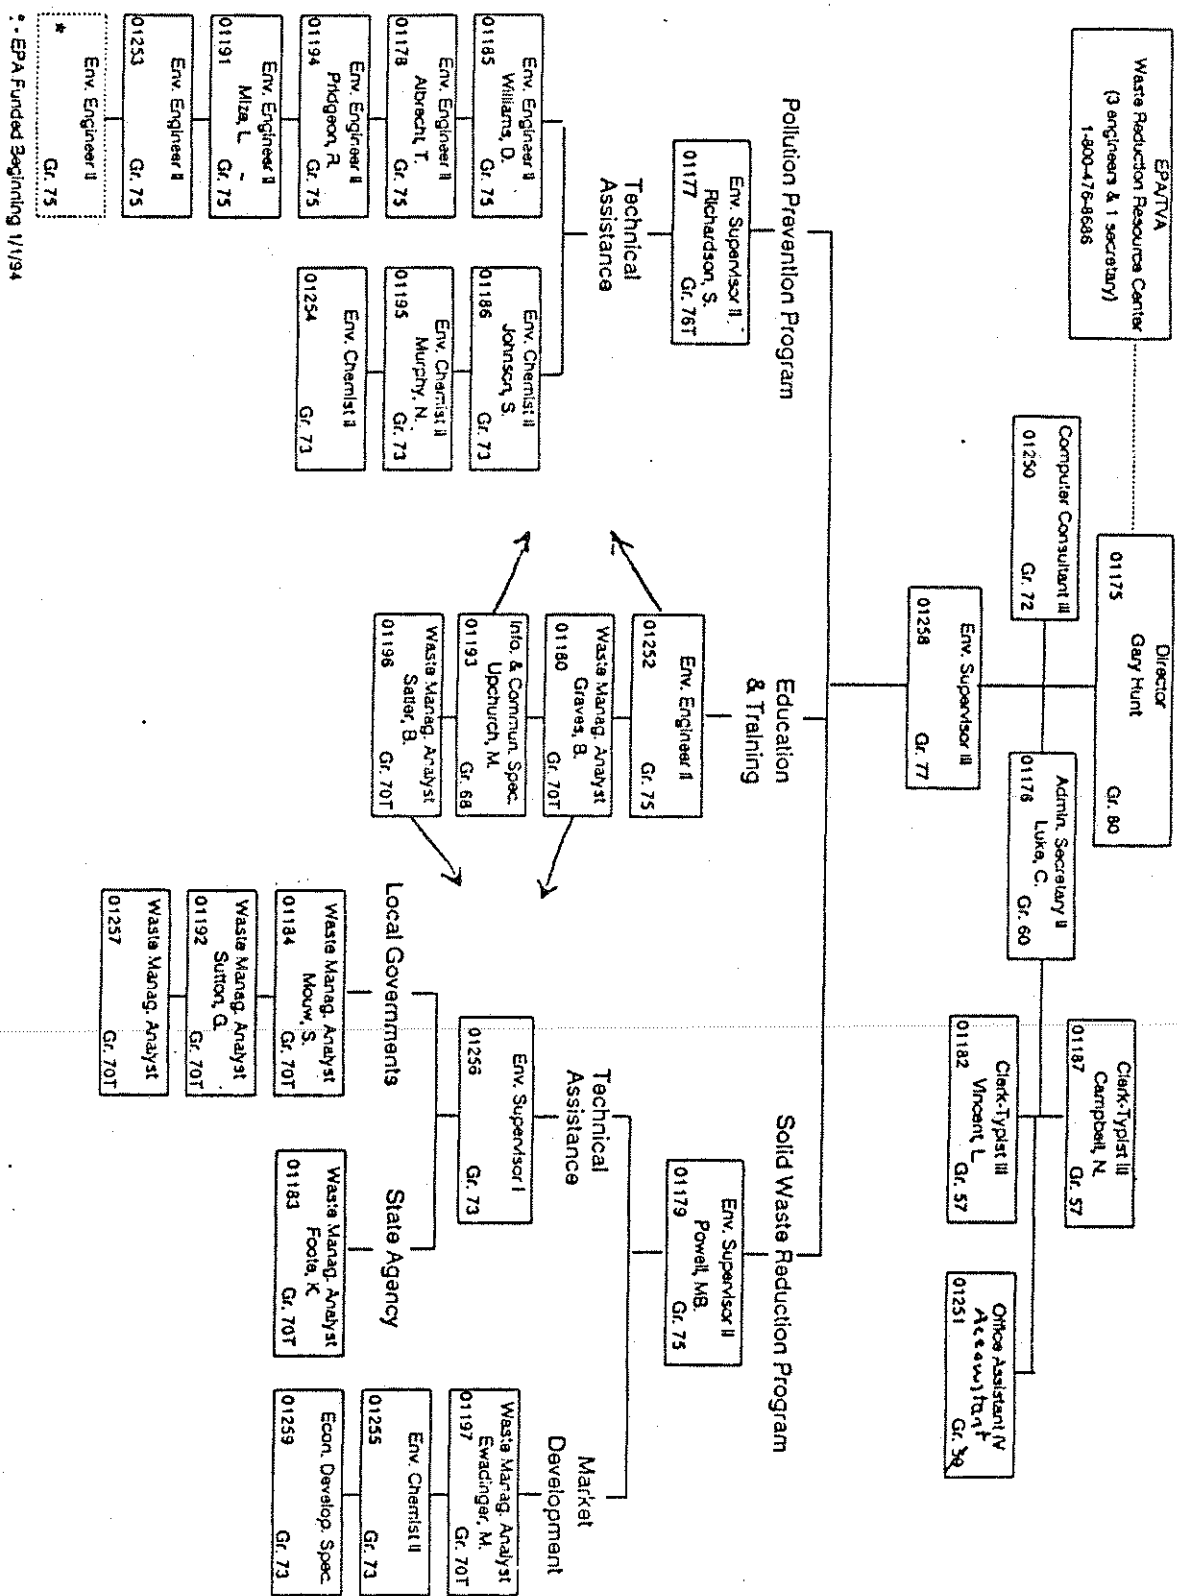 EPA/TVA
Waste Reduction Resource Center
(3 engineers & 1 secretary)
1-800-476-8686
Director
Gary Hunt
01175 Gr. 80
Computer Consultant III
01250 Gr. 72
Admin. Secretary II
Luke, C.
01176 Gr. 60
Clerk-Typist III
Campbell, N.
01187 Gr. 57
Clerk-Typist III
Vincent, L.
01182 Gr. 57
Office Assistant IV
Accountant
01251 Gr.
Env. Supervisor III
01258 Gr. 77
Pollution Prevention Program
Env. Supervisor II
Richardson, S.
01177 Gr. 76T
Technical
Assistance
Env. Engineer II
Williams, D.
01185 Gr. 75
Env. Engineer II
Albrecht, T.
01178 Gr. 75
Env. Engineer II
Pridgeon, R.
01194 Gr. 75
Env. Engineer II
Mize, L.
01191 Gr. 75
Env. Engineer II
01253 Gr. 75
Env. Engineer II
* Gr. 75
Env. Chemist II
Johnson, S.
01186 Gr. 73
Env. Chemist II
Murphy, N.
01195 Gr. 73
Env. Chemist II
01254 Gr. 73
Education
& Training
Env. Engineer II
01252 Gr. 75
Waste Manag. Analyst
Graves, B.
01180 Gr. 70T
Info. & Commun. Spec.
Upchurch, M.
01193 Gr. 68
Waste Manag. Analyst
Satler, B.
01196 Gr. 70T
Solid Waste Reduction Program
Env. Supervisor II
Powell, MB.
01179 Gr. 75
Technical
Assistance
Env. Supervisor I
01256 Gr. 73
Local Governments
Waste Manag. Analyst
Mouw, S.
01184 Gr. 70T
Waste Manag. Analyst
Sutton, G.
01192 Gr. 70T
Waste Manag. Analyst
01257 Gr. 70T
State Agency
Waste Manag. Analyst
Foote, K.
01183 Gr. 70T
Market
Development
Waste Manag. Analyst
Ewadinger, M.
01197 Gr. 70T
Env. Chemist II
01255 Gr. 73
Econ. Develop. Spec.
01259 Gr. 73
* - EPA Funded Beginning 1/1/94